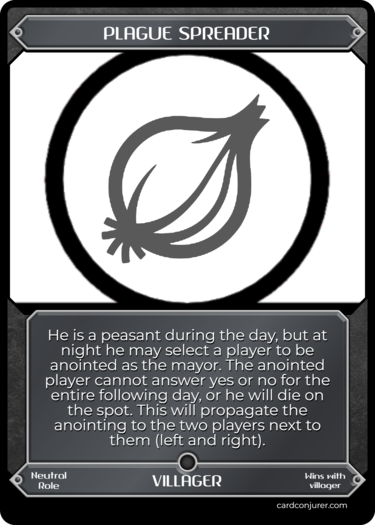 PLAGUE SPREADER
He is a peasant during the day, but at
night he may select a player to be
anointed as the mayor. The anointed
player cannot answer yes or no for the
entire following day, or he will die on
the spot. This will propagate the
anointing to the two players next to
them (left and right).
Neutral
Role
VILLAGER
Wins with
villager
cardconjurer.com